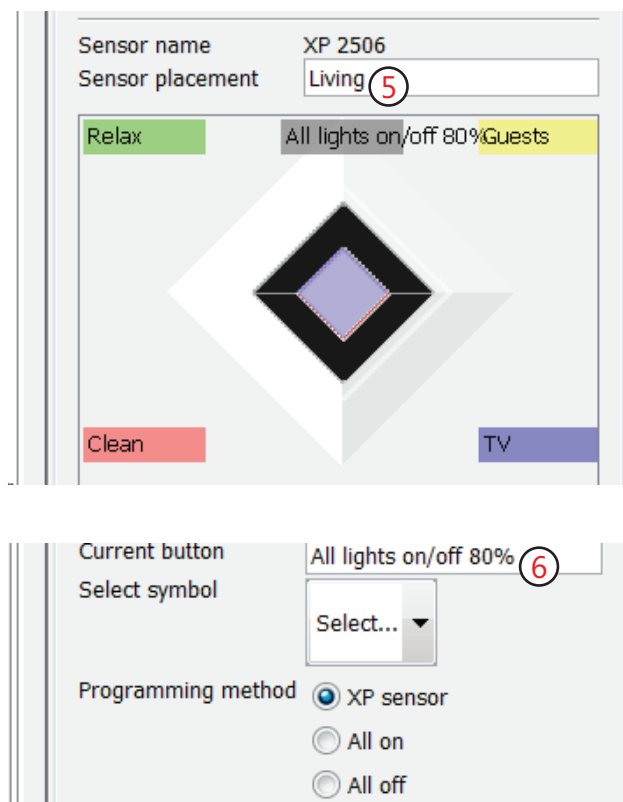 Sensor name XP 2506
Sensor placement Living 5
Relax All lights on/off 80% Guests
Clean TV
Current button All lights on/off 80% 6
Select symbol
Select...
Programming method XP sensor
All on
All off